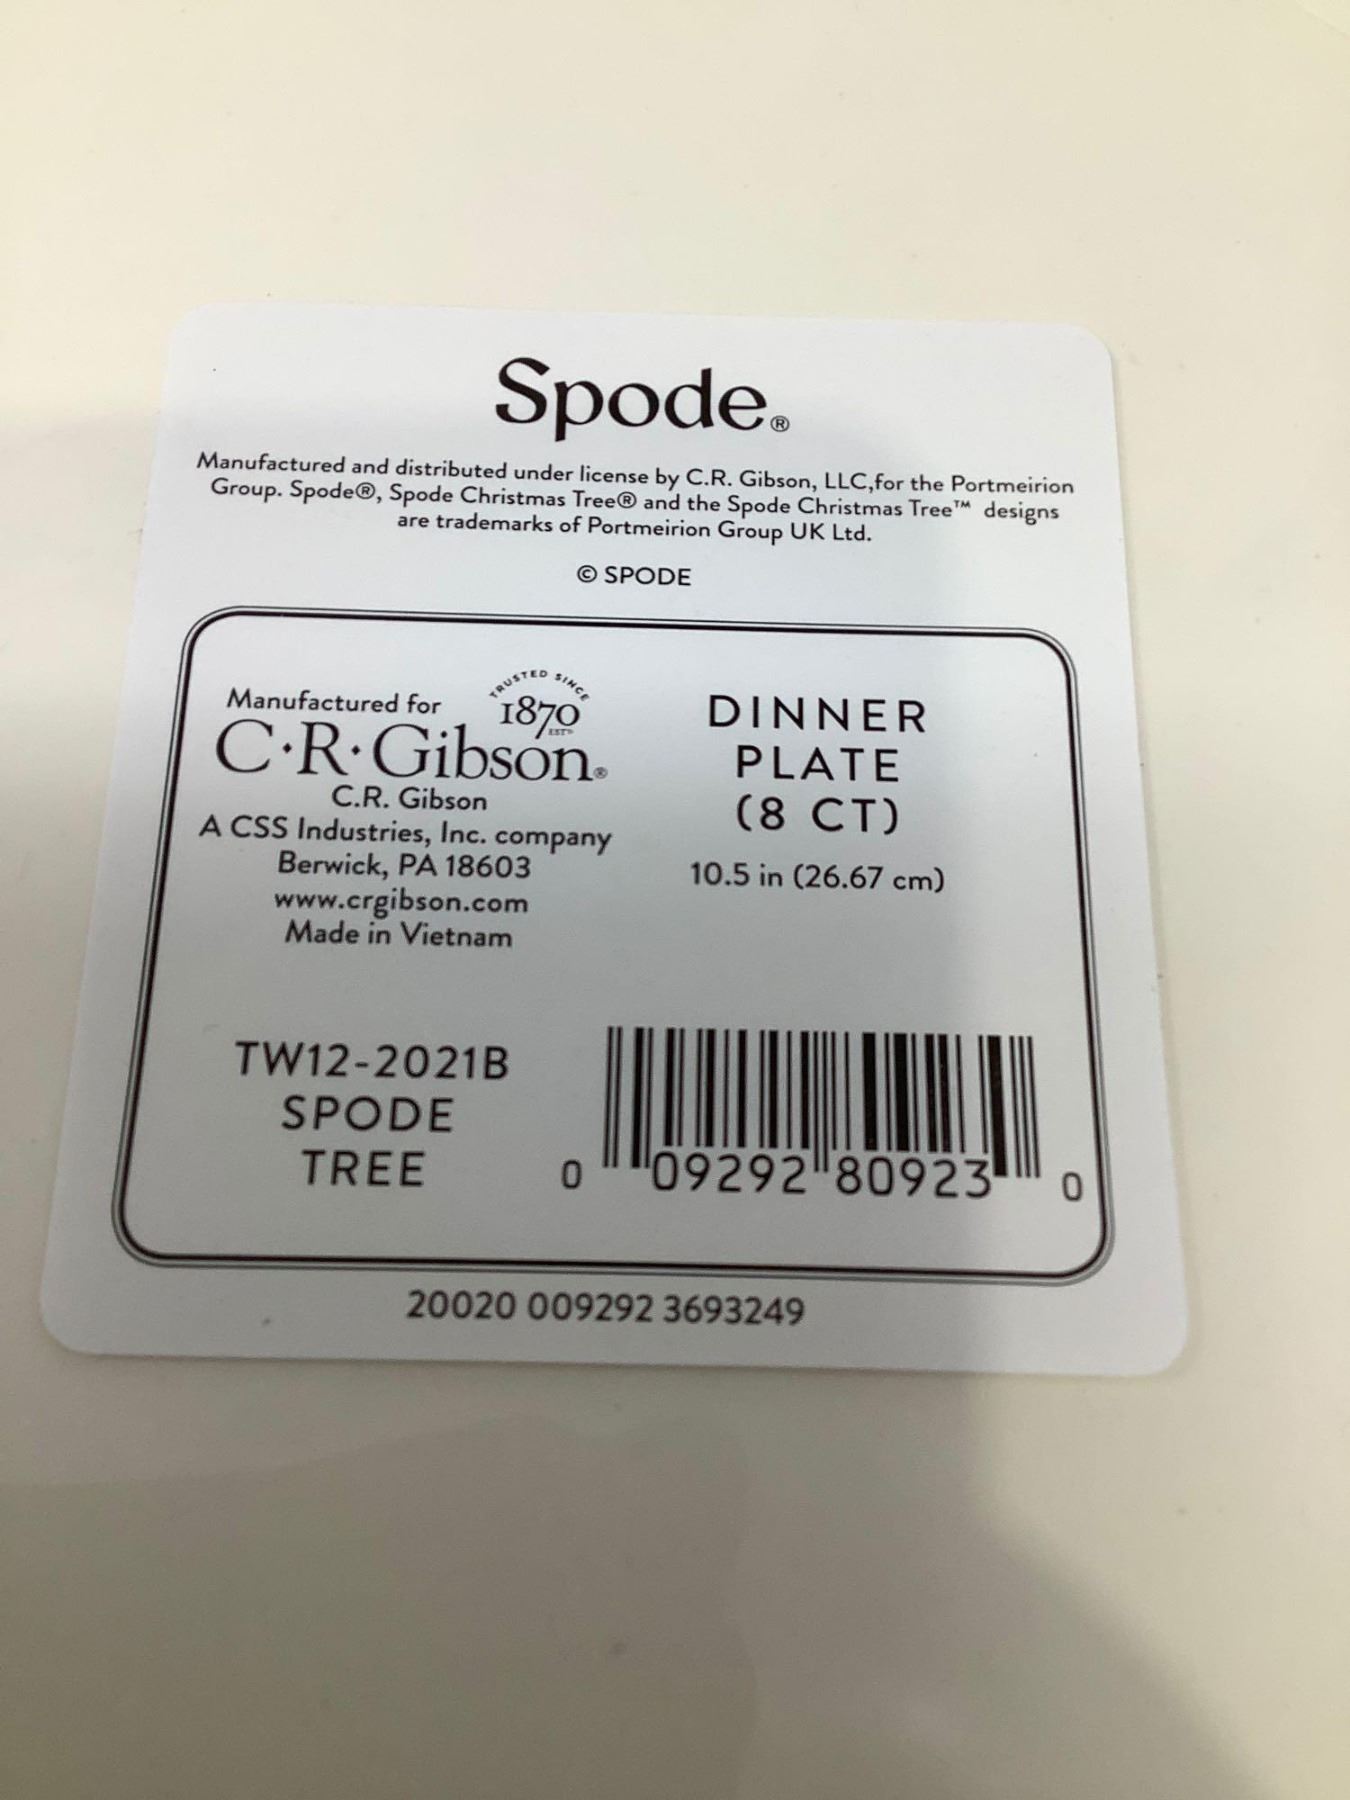 Spode®
Manufactured and distributed under license by C.R. Gibson, LLC,for the Portmeirion
Group. Spode®, Spode Christmas Tree® and the Spode Christmas Tree™ designs
are trademarks of Portmeirion Group UK Ltd.
© SPODE
TRUSTED SINCE
1870
EST'D
Manufactured for
C·R·Gibson®
C.R. Gibson
A CSS Industries, Inc. company
Berwick, PA 18603
www.crgibson.com
Made in Vietnam
DINNER
PLATE
(8 CT)
10.5 in (26.67 cm)
TW12-2021B
SPODE
TREE
0 09292 80923 0
20020 009292 3693249